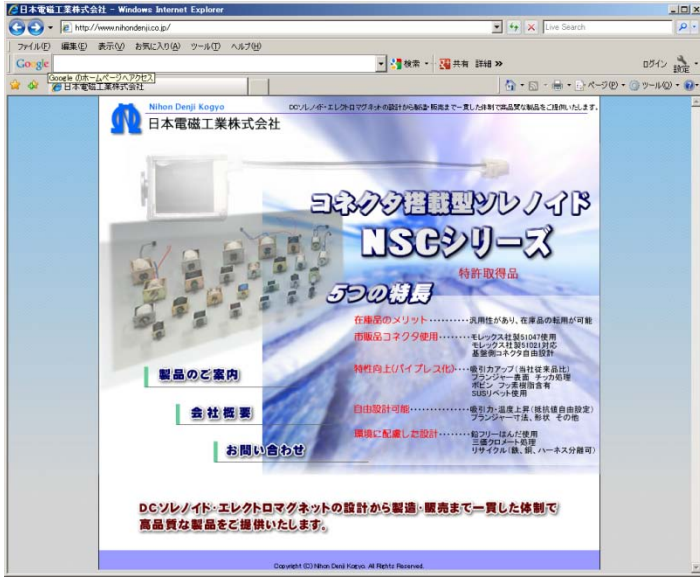 日本電磁工業株式会社 - Windows Internet Explorer
http://www.nihondenji.co.jp/
Live Search
ファイル(F) 編集(E) 表示(V) お気に入り(A) ツール(T) ヘルプ(H)
Google 検索 共有 詳細 >> ログイン 設定
Google のホームページへアクセス
日本電磁工業株式会社 ページ(P) ツール(O)
Nihon Denji Kogyo
DCソレノイド・エレクトロマグネットの設計から製造・販売まで一貫した体制で高品質な製品をご提供いたします。
日本電磁工業株式会社
コネクタ搭載型ソレノイド
NSCシリーズ
特許取得品
5つの特長
在庫品のメリット・・・・・・・・・・汎用性があり、在庫品の転用が可能
市販品コネクタ使用・・・・・・・・モレックス社製51047使用
モレックス社製51021対応
基盤側コネクタ自由設計
特性向上(パイプレス化)・・・・吸引力アップ(当社従来品比)
プランジャー表面 チッカ処理
ボビン フッ素樹脂含有
SUSリベット使用
自由設計可能・・・・・・・・・・・・・吸引力・温度上昇(抵抗値自由設定)
プランジャー寸法、形状 その他
環境に配慮した設計・・・・・・・・鉛フリーはんだ使用
三価クロメート処理
リサイクル(鉄、銅、ハーネス分離可)
製品のご案内
会社概要
お問い合わせ
DCソレノイド・エレクトロマグネットの設計から製造・販売まで一貫した体制で
高品質な製品をご提供いたします。
Copyright (C) Nihon Denji Kogyo. All Rights Reserved.